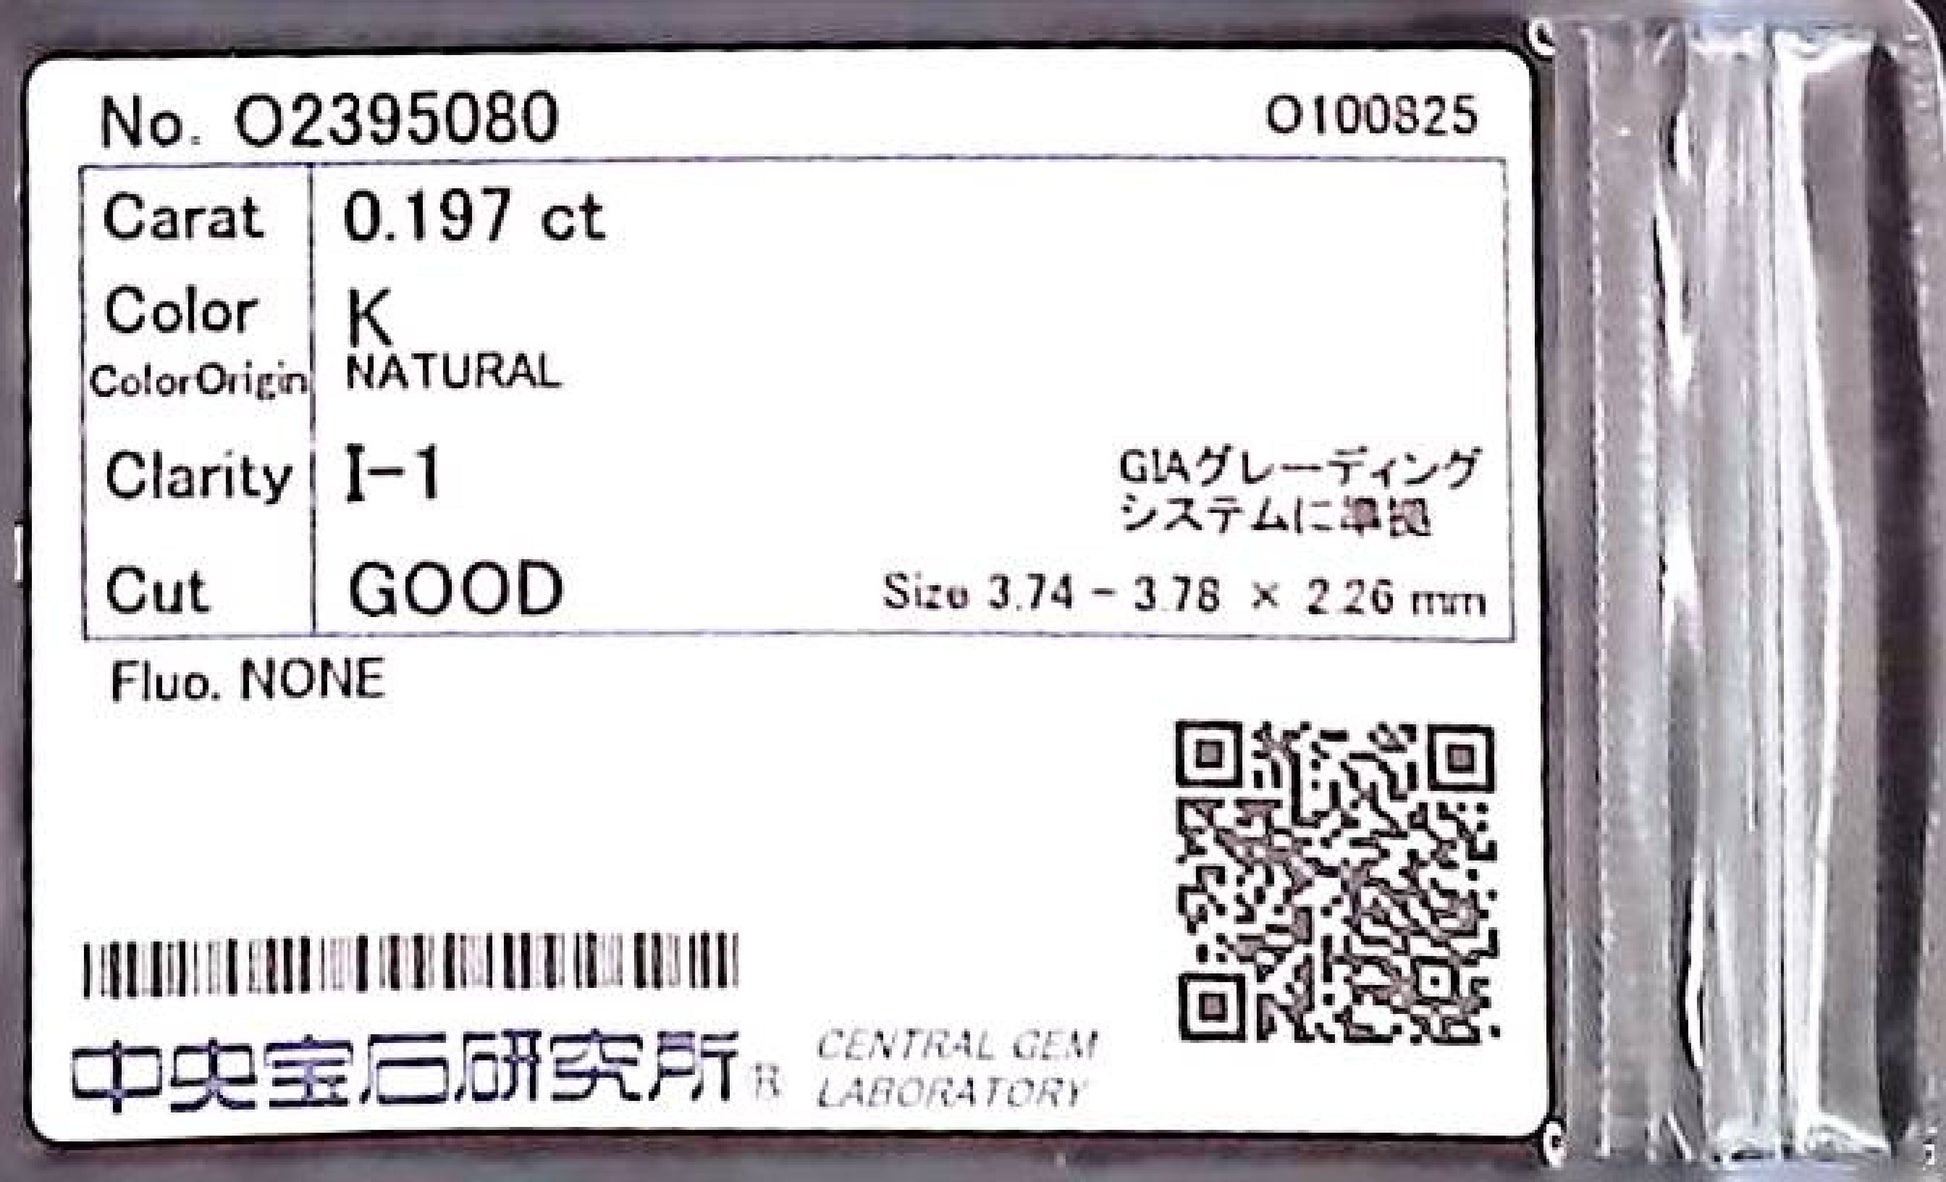 No. O2395080
O100825
Carat 0.197 ct
Color K
ColorOrigin NATURAL
Clarity I-1
GIAグレーディング
システムに準拠
Cut GOOD
Size 3.74 - 3.78 × 2.26 mm
Fluo. NONE
中央宝石研究所®
CENTRAL GEM
LABORATORY